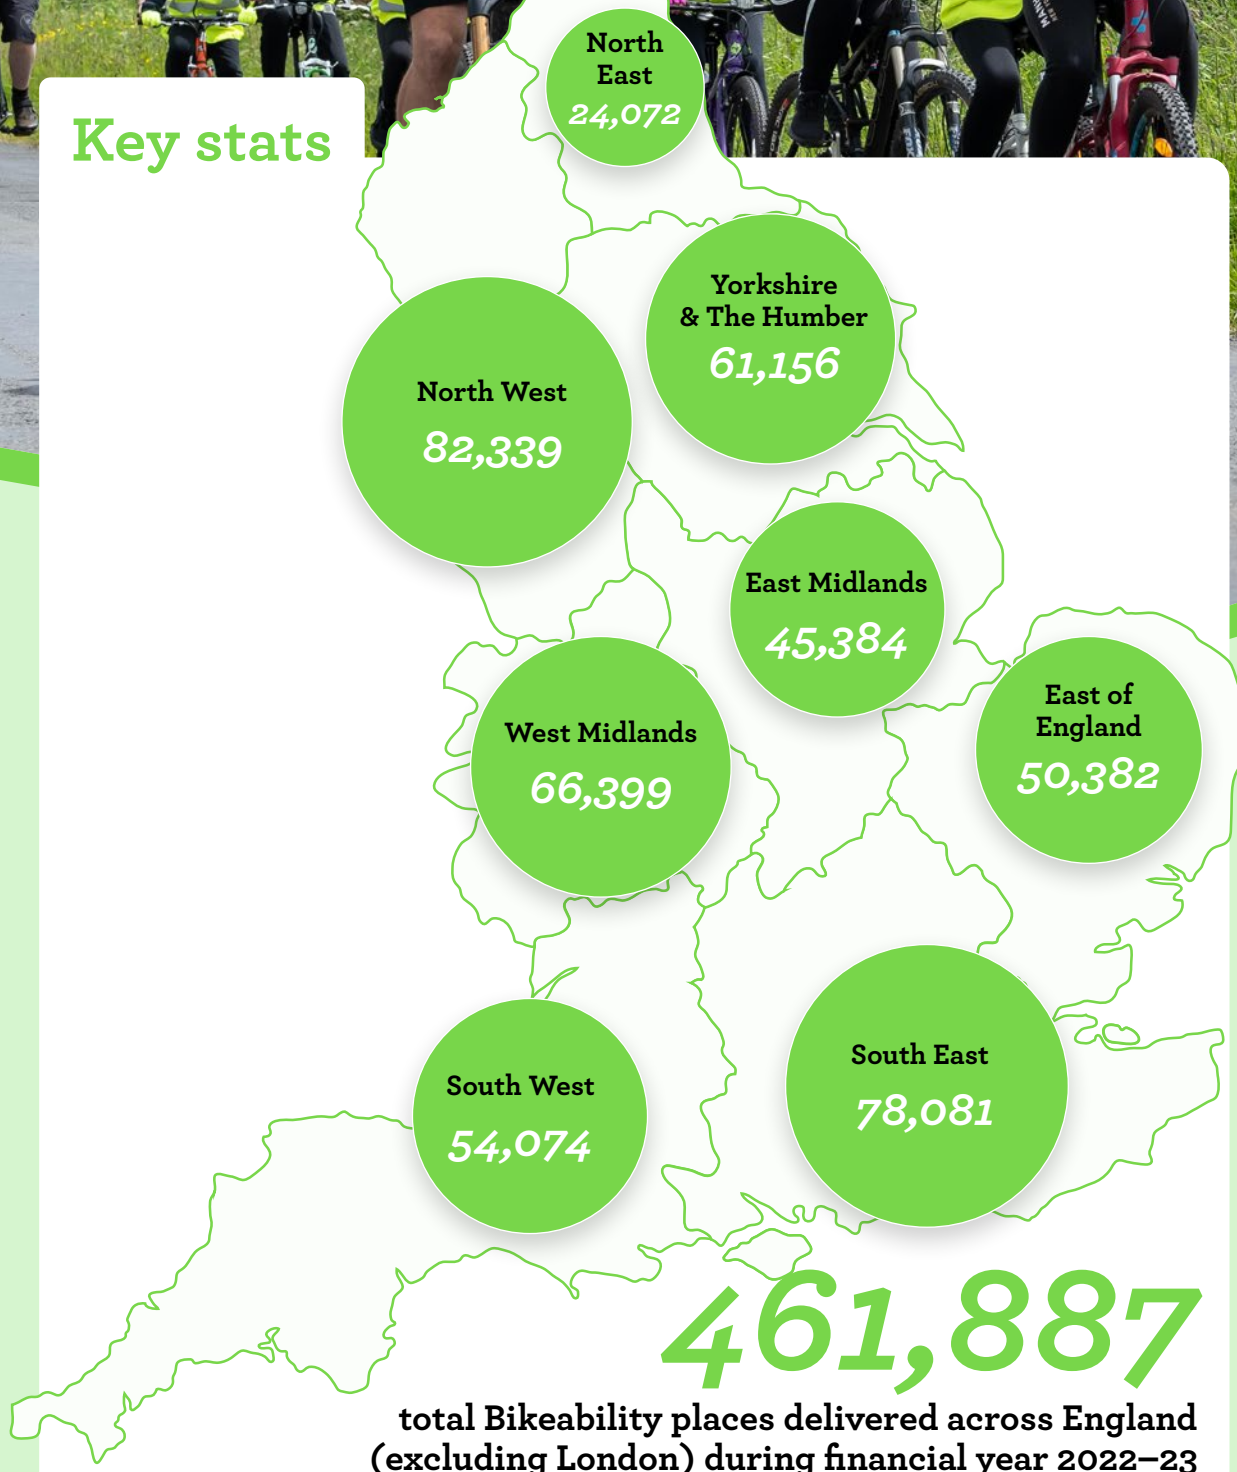 Key stats
North
East
24,072
Yorkshire
& The Humber
61,156
North West
82,339
East Midlands
45,384
East of
England
50,382
West Midlands
66,399
South East
78,081
South West
54,074
461,887
total Bikeability places delivered across England
(excluding London) during financial year 2022–23